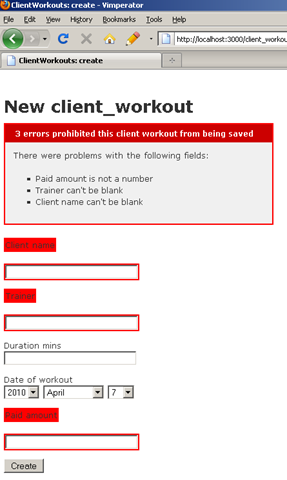 ClientWorkouts: create - Vimperator
File Edit View History Bookmarks Tools Help
http://localhost:3000/client_workou
ClientWorkouts: create
New client_workout
3 errors prohibited this client workout from being saved
There were problems with the following fields:
Paid amount is not a number
Trainer can't be blank
Client name can't be blank
Client name
Trainer
Duration mins
Date of workout
2010 April 7
Paid amount
Create